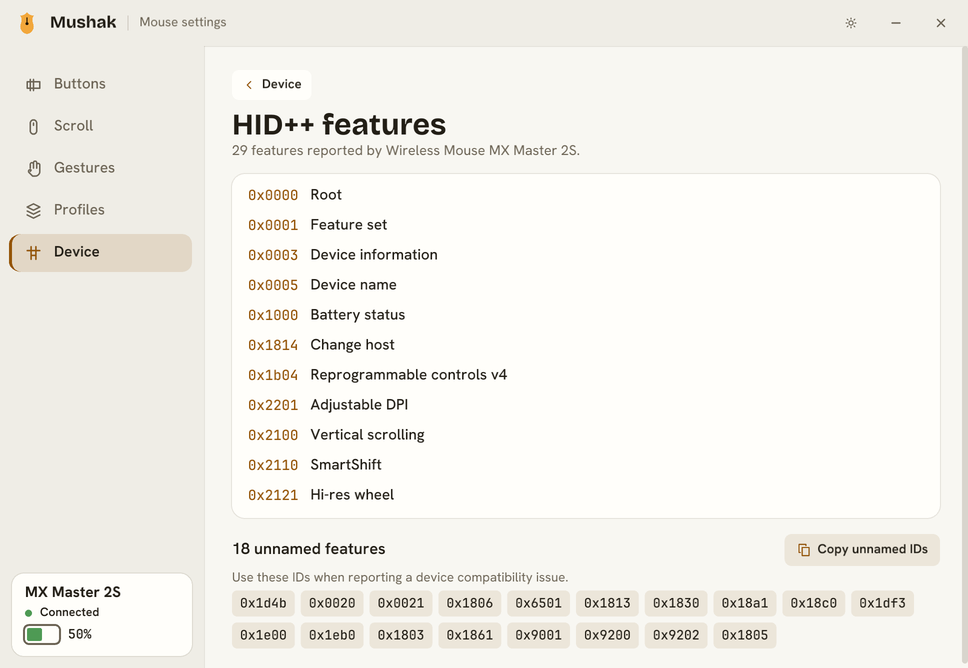 Mushak | Mouse settings
Buttons
Scroll
Gestures
Profiles
Device
MX Master 2S
Connected
50%
Device
HID++ features
29 features reported by Wireless Mouse MX Master 2S.
0x0000 Root
0x0001 Feature set
0x0003 Device information
0x0005 Device name
0x1000 Battery status
0x1814 Change host
0x1b04 Reprogrammable controls v4
0x2201 Adjustable DPI
0x2100 Vertical scrolling
0x2110 SmartShift
0x2121 Hi-res wheel
18 unnamed features
Copy unnamed IDs
Use these IDs when reporting a device compatibility issue.
0x1d4b 0x0020 0x0021 0x1806 0x6501 0x1813 0x1830 0x18a1 0x18c0 0x1df3
0x1e00 0x1eb0 0x1803 0x1861 0x9001 0x9200 0x9202 0x1805